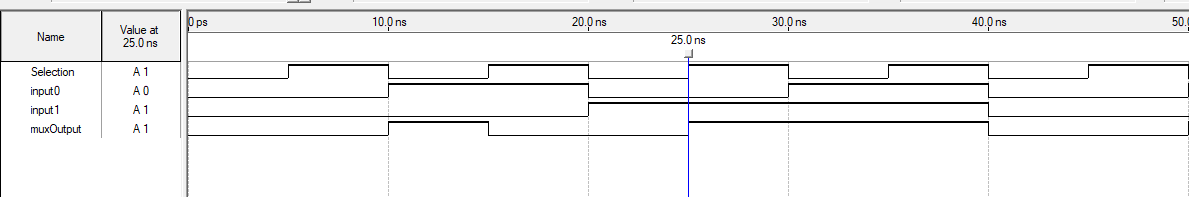 0 ps 10.0 ns 20.0 ns 30.0 ns 40.0 ns 50.
Name Value at 25.0 ns
25.0 ns
Selection A 1
input0 A 0
input1 A 1
muxOutput A 1